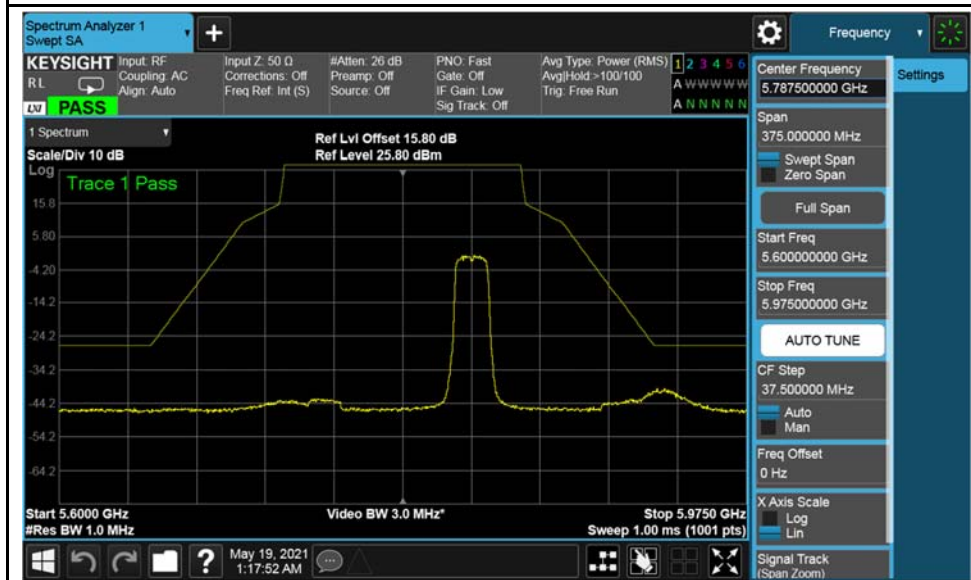 Spectrum Analyzer 1
Swept SA
+
Frequency
KEYSIGHT
R L
LXI
PASS
Input: RF
Coupling: AC
Align: Auto
Input Z: 50 Ω
Corrections: Off
Freq Ref: Int (S)
#Atten: 26 dB
Preamp: Off
Source: Off
PNO: Fast
Gate: Off
IF Gain: Low
Sig Track: Off
Avg Type: Power (RMS)
Avg|Hold:>100/100
Trig: Free Run
1 2 3 4 5 6
A W W W W W
A N N N N N
1 Spectrum
Scale/Div 10 dB
Ref Lvl Offset 15.80 dB
Ref Level 25.80 dBm
Log
Trace 1 Pass
15.8
5.80
-4.20
-14.2
-24.2
-34.2
-44.2
-54.2
-64.2
Start 5.6000 GHz
#Res BW 1.0 MHz
Video BW 3.0 MHz*
Stop 5.9750 GHz
Sweep 1.00 ms (1001 pts)
?
May 19, 2021
1:17:52 AM
Center Frequency
5.787500000 GHz
Settings
Span
375.000000 MHz
Swept Span
Zero Span
Full Span
Start Freq
5.600000000 GHz
Stop Freq
5.975000000 GHz
AUTO TUNE
CF Step
37.500000 MHz
Auto
Man
Freq Offset
0 Hz
X Axis Scale
Log
Lin
Signal Track
(Span Zoom)